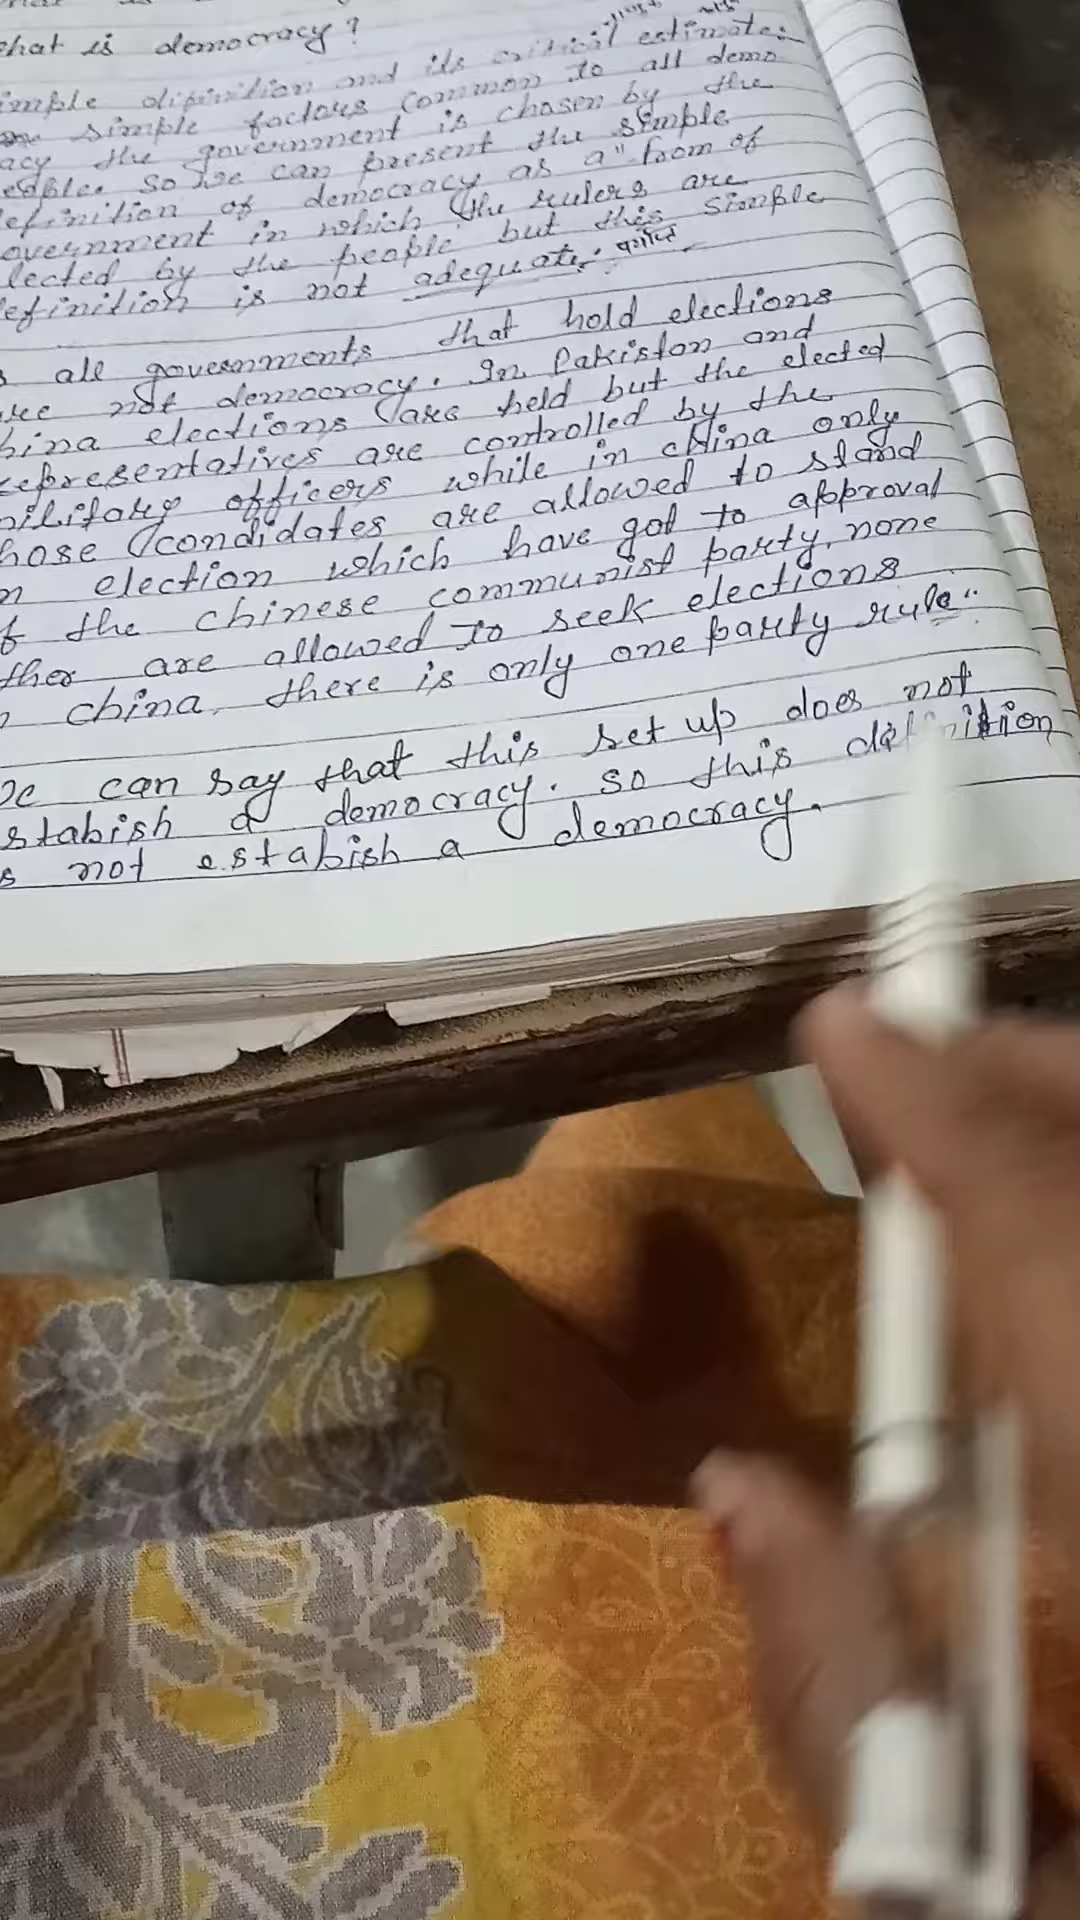 hat is democracy?
imple difinition and its critical estimate:
simple factors common to all demo
acy the government is chosen by the
eople. so we can present the simple
efinition of democracy as a" from of
overnment in which the rulers are
lected by the people but this simple
efinition is not adequate. पर्याप्त
all governments that hold elections
are not democracy. In Pakiston and
hina elections are held but the elected
representatives are controlled by the
military officers while in china only
hose condidates are allowed to stand
n election which have got to approval
f the chinese communist party, none
ther are allowed to seek elections
n china, there is only one party rule".
we can say that this set up does not
stabish a democracy. so this definition
s not estabish a democracy.